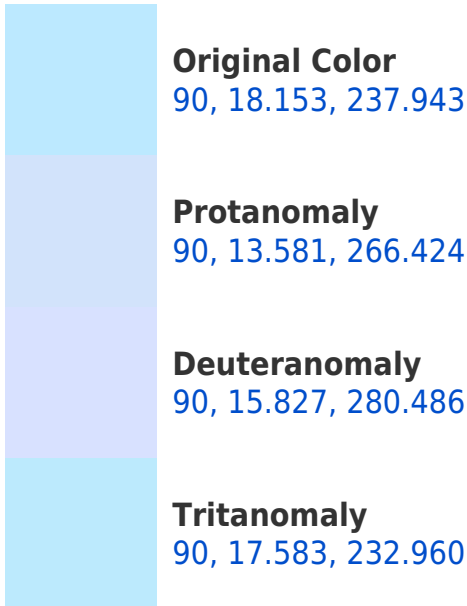 Original Color
90, 18.153, 237.943
Protanomaly
90, 13.581, 266.424
Deuteranomaly
90, 15.827, 280.486
Tritanomaly
90, 17.583, 232.960